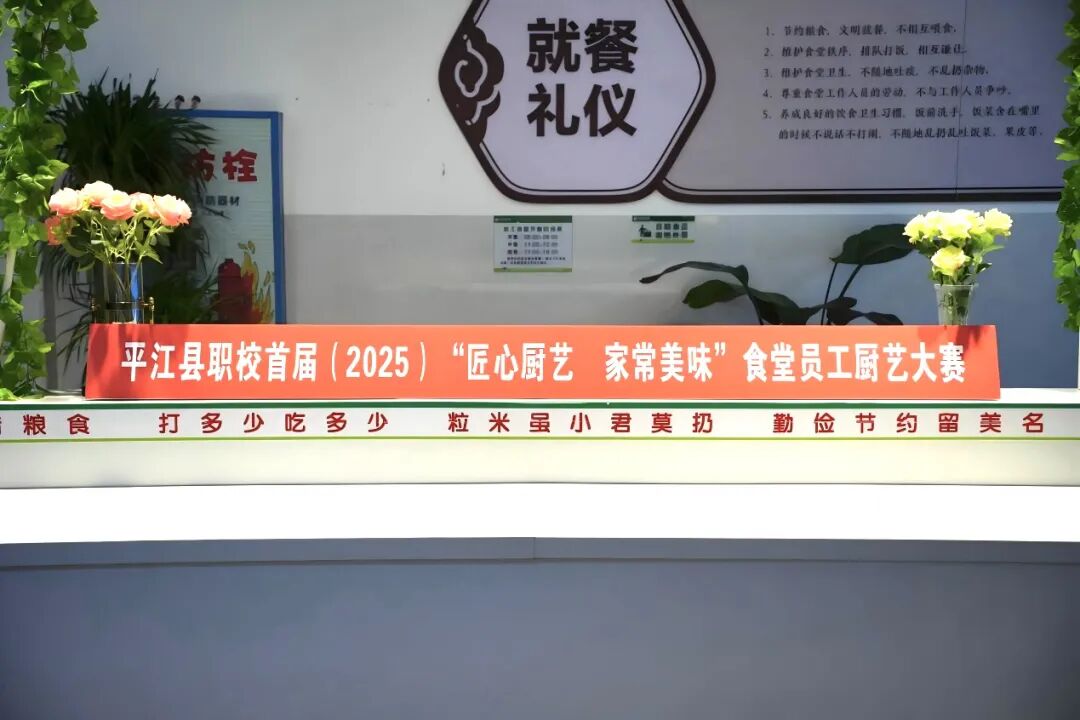 就餐
礼仪
1. 节约粮食,文明就餐,不相互喂食;
2. 维护食堂秩序,排队打饭,相互谦让。
3. 维护食堂卫生,不随地吐痰,不乱扔杂物。
4. 尊重食堂工作人员的劳动,不与工作人员争吵。
5. 养成良好的饮食卫生习惯,饭前洗手,饭菜含在嘴里
的时候不说话不打闹,不随地乱扔乱吐饭菜、果皮等。
栓
器材
平江县职校首届(2025)“匠心厨艺 家常美味”食堂员工厨艺大赛
粮食 打多少吃多少 粒米虽小君莫扔 勤俭节约留美名